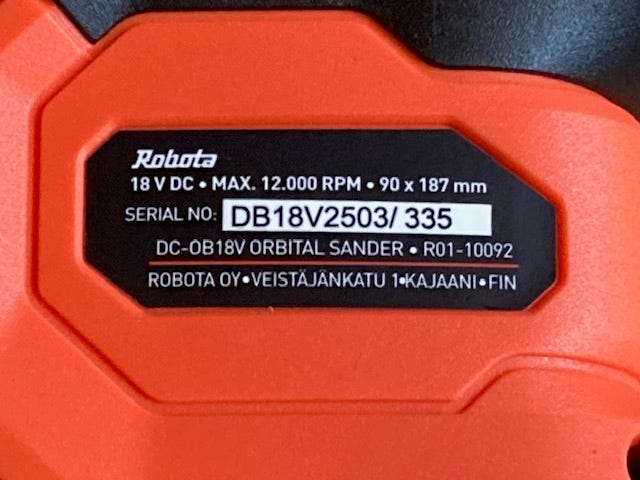 Robota
18 V DC • MAX. 12.000 RPM • 90 x 187 mm
SERIAL NO: DB18V2503/ 335
DC-OB18V ORBITAL SANDER • R01-10092
ROBOTA OY•VEISTÄJÄNKATU 1•KAJAANI•FIN